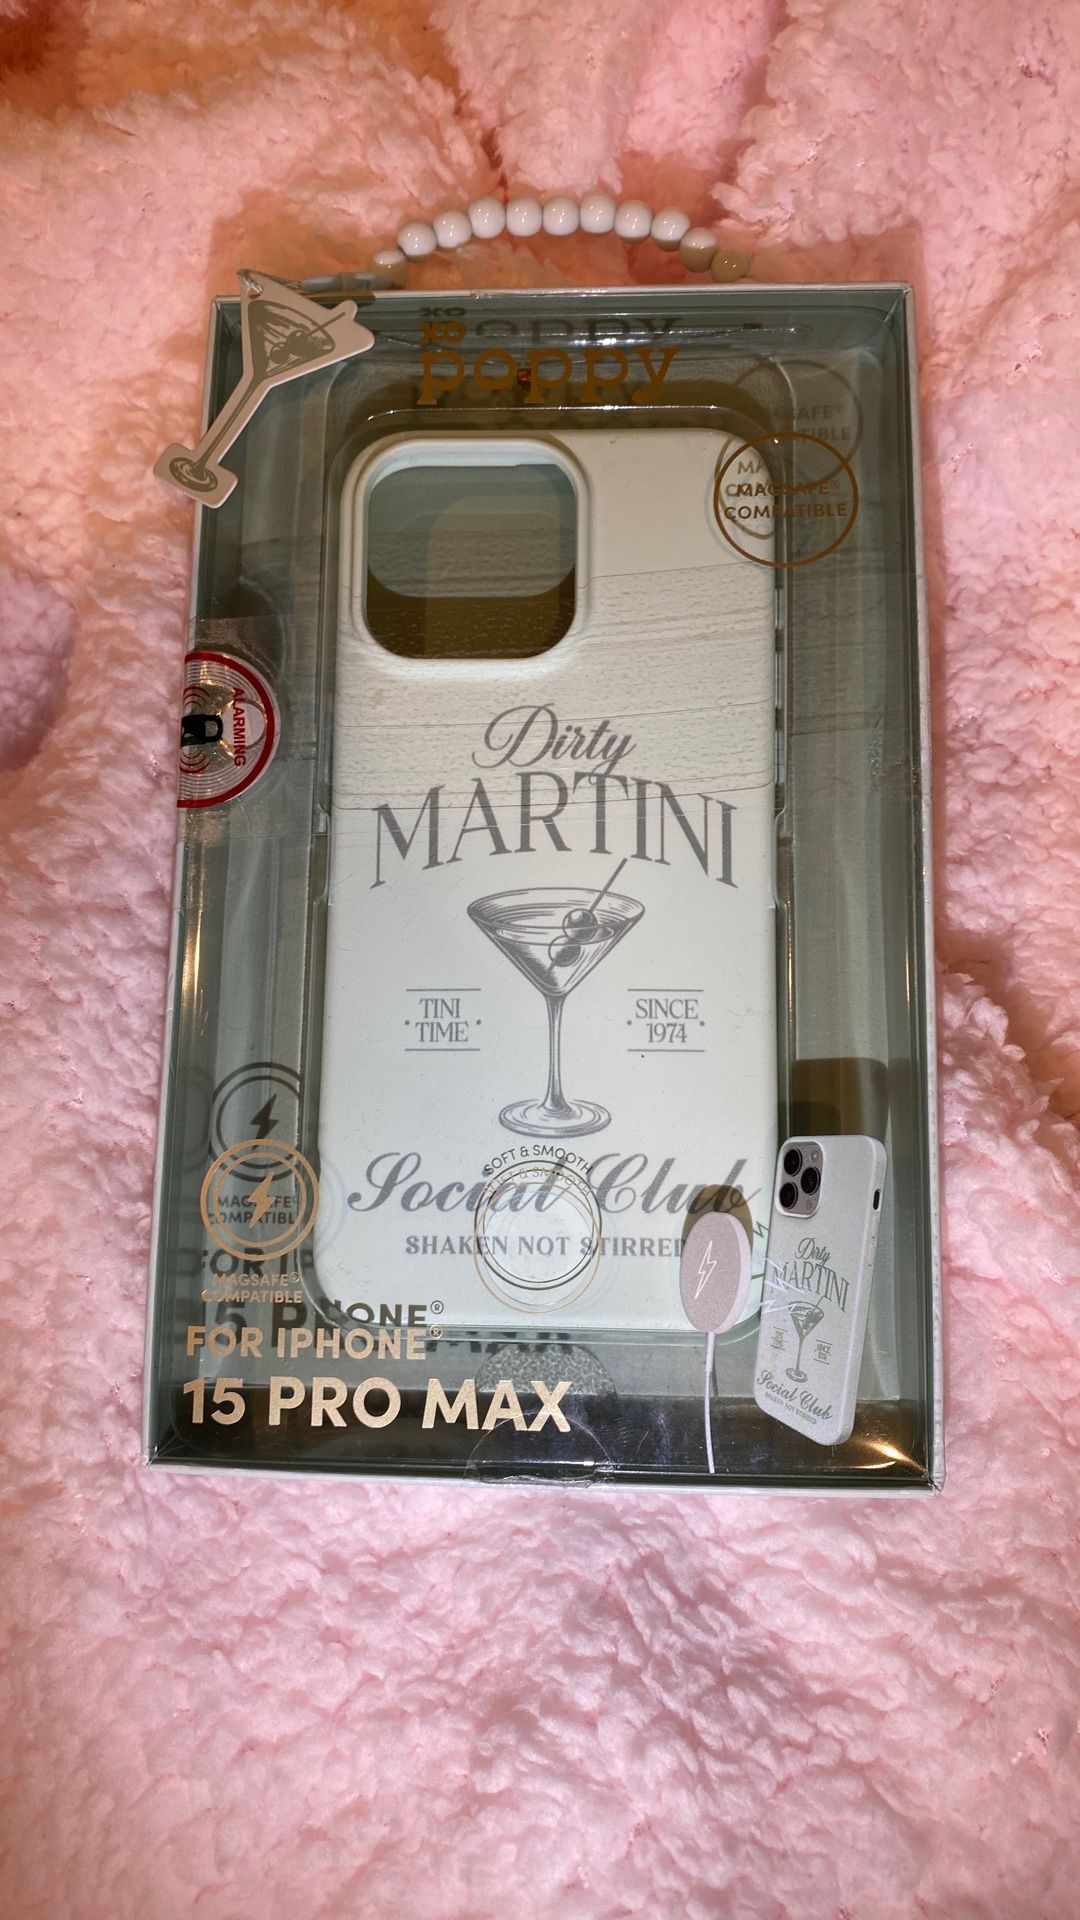 xo
poppy
MAGSAFE®
COMPATIBLE
ALARMING
Dirty
MARTINI
TINI
TIME
SINCE
1974
Social Club
SHAKEN NOT STIRRED
SOFT & SMOOTH
MAGSAFE®
COMPATIBLE
FOR IPHONE®
15 PRO MAX
Dirty
MARTINI
Social Club
SHAKEN NOT STIRRED